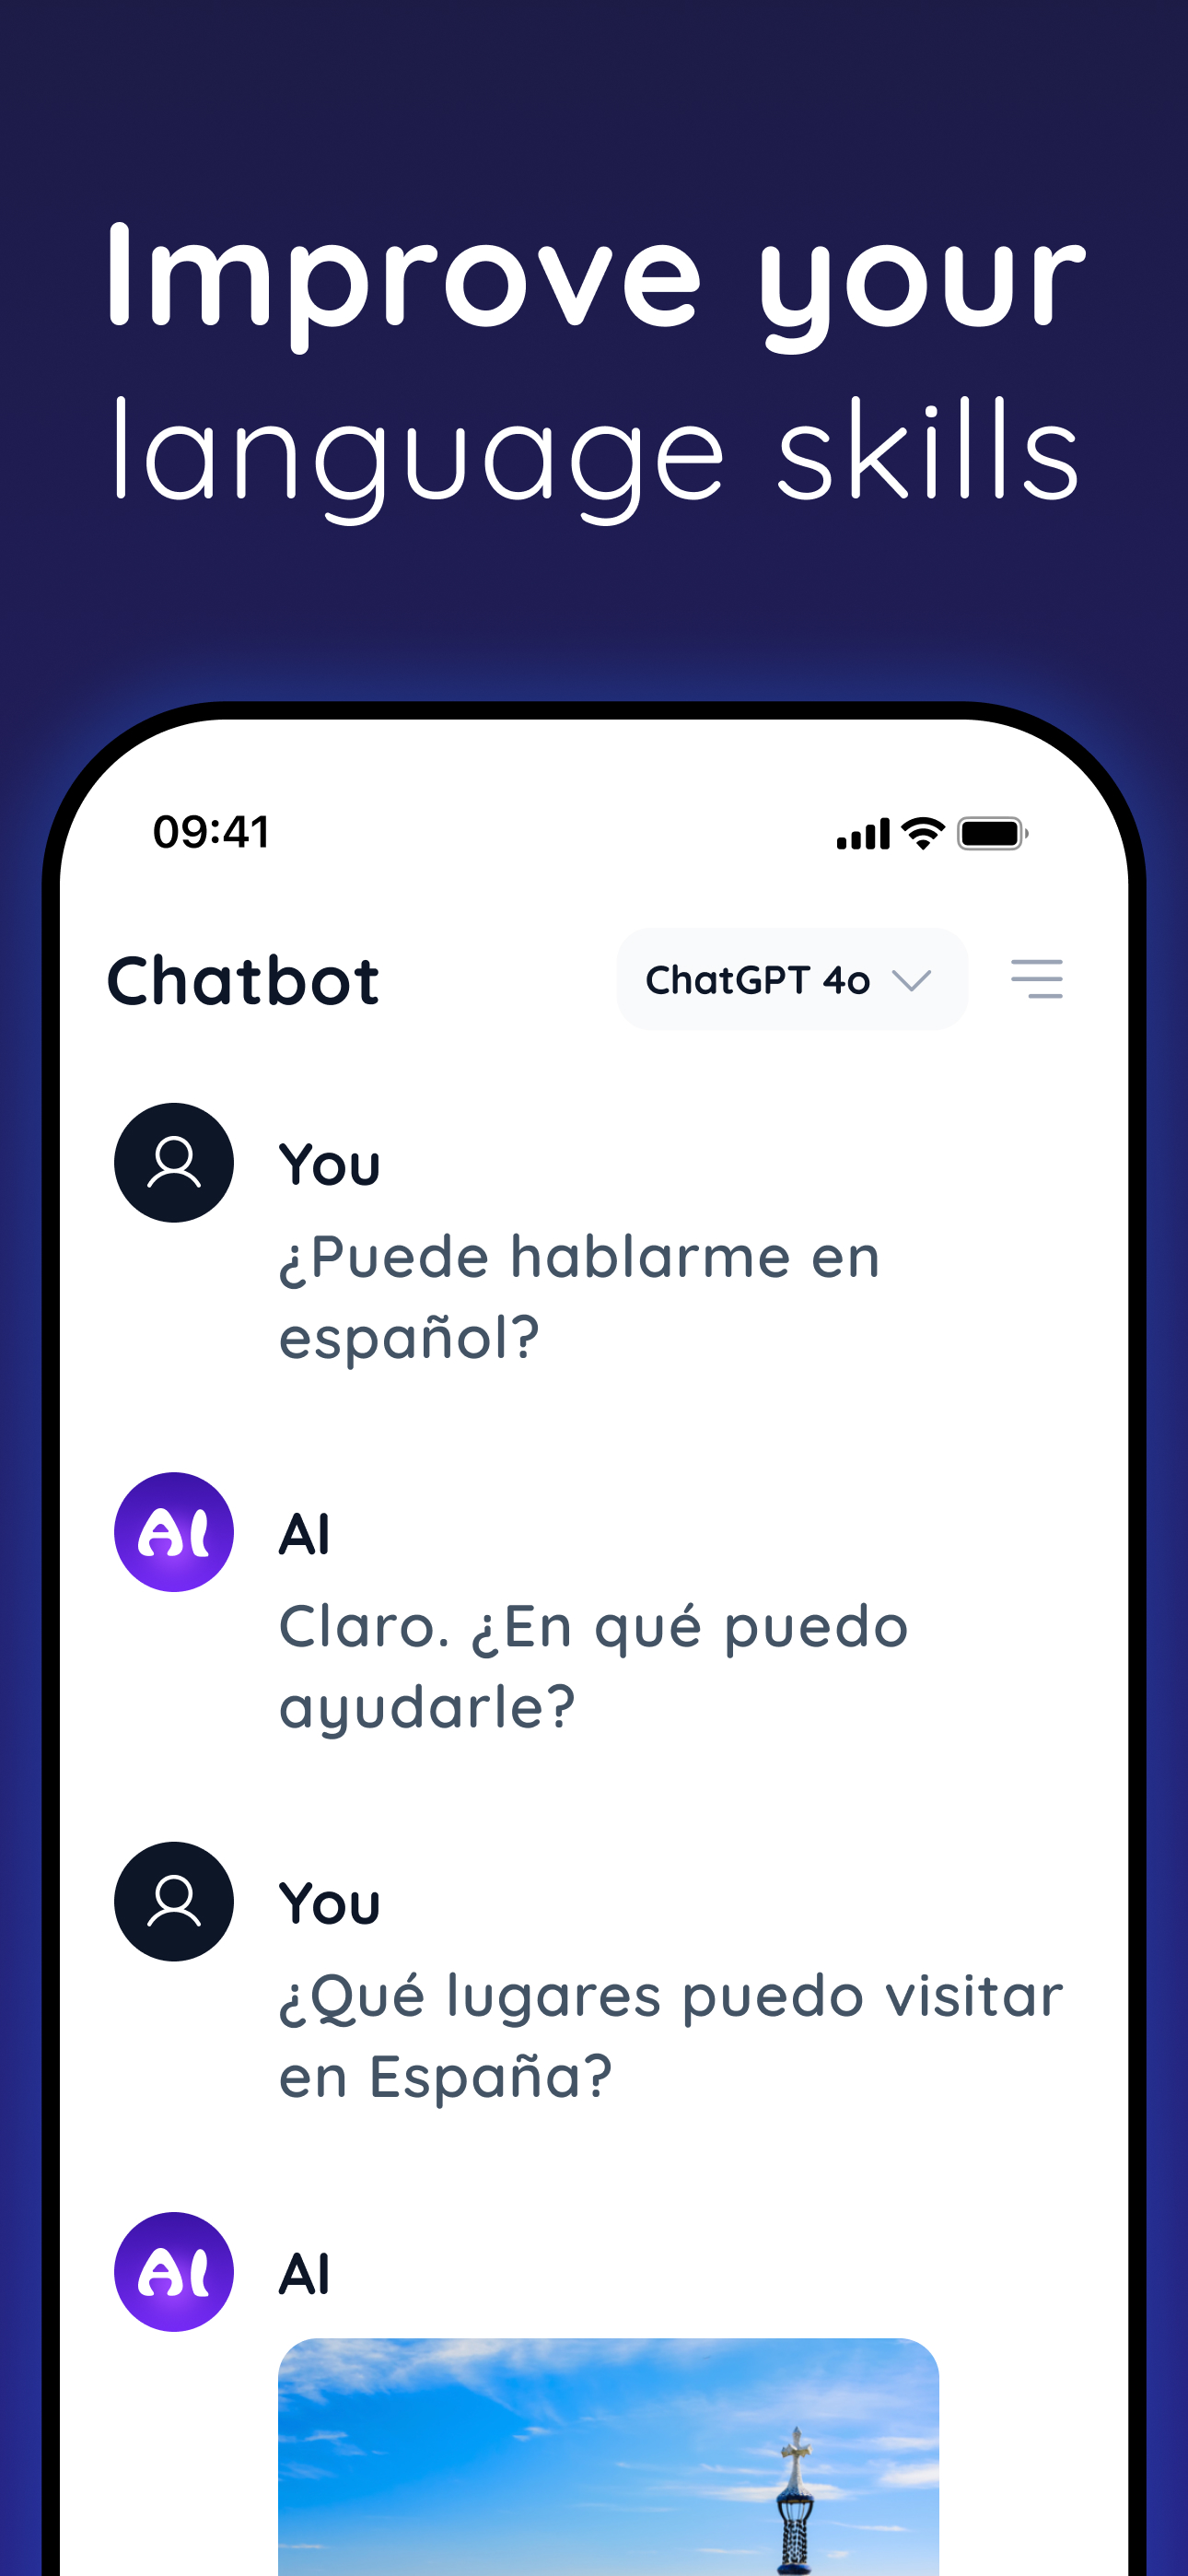 Improve your
language skills
09:41
Chatbot
ChatGPT 4o
You
¿Puede hablarme en
español?
AI
AI
Claro. ¿En qué puedo
ayudarle?
You
¿Qué lugares puedo visitar
en España?
AI
AI